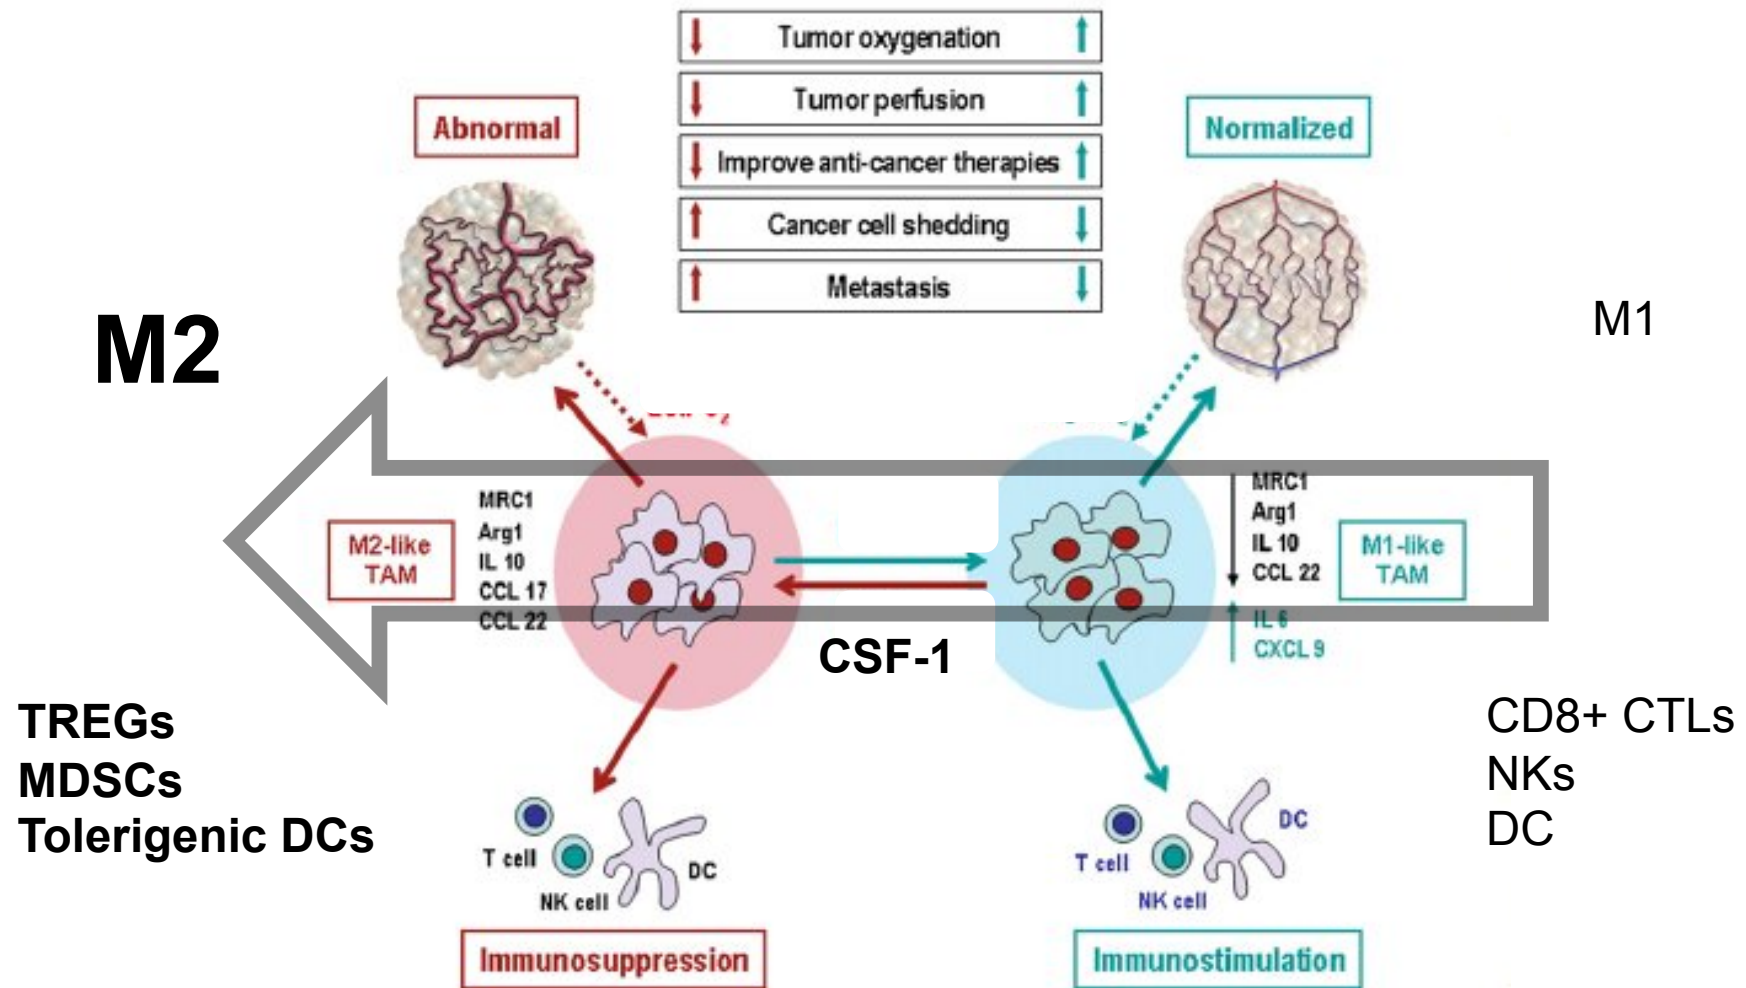 Tumor oxygenation
Tumor perfusion
Improve anti-cancer therapies
Cancer cell shedding
Metastasis
Abnormal
Normalized
M2
M1
MRC1
Arg1
IL 10
CCL 17
CCL 22
M2-like
TAM
MRC1
Arg1
IL 10
CCL 22
IL 6
CXCL 9
M1-like
TAM
CSF-1
TREGs
MDSCs
Tolerigenic DCs
CD8+ CTLs
NKs
DC
T cell
NK cell
DC
T cell
NK cell
DC
Immunosuppression
Immunostimulation